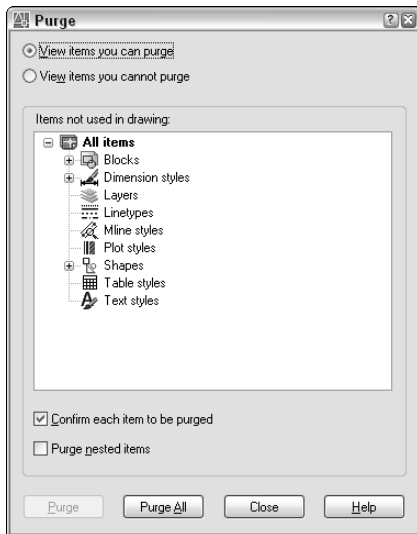 Purge
View items you can purge
View items you cannot purge
Items not used in drawing:
All items
Blocks
Dimension styles
Layers
Linetypes
Mline styles
Plot styles
Shapes
Table styles
Text styles
Confirm each item to be purged
Purge nested items
Purge Purge All Close Help